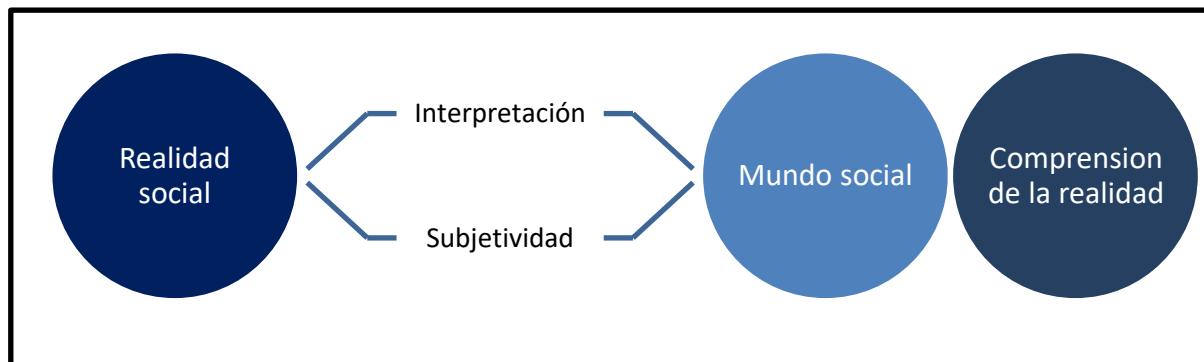 Realidad
social
Interpretación
Subjetividad
Mundo social
Comprension
de la realidad